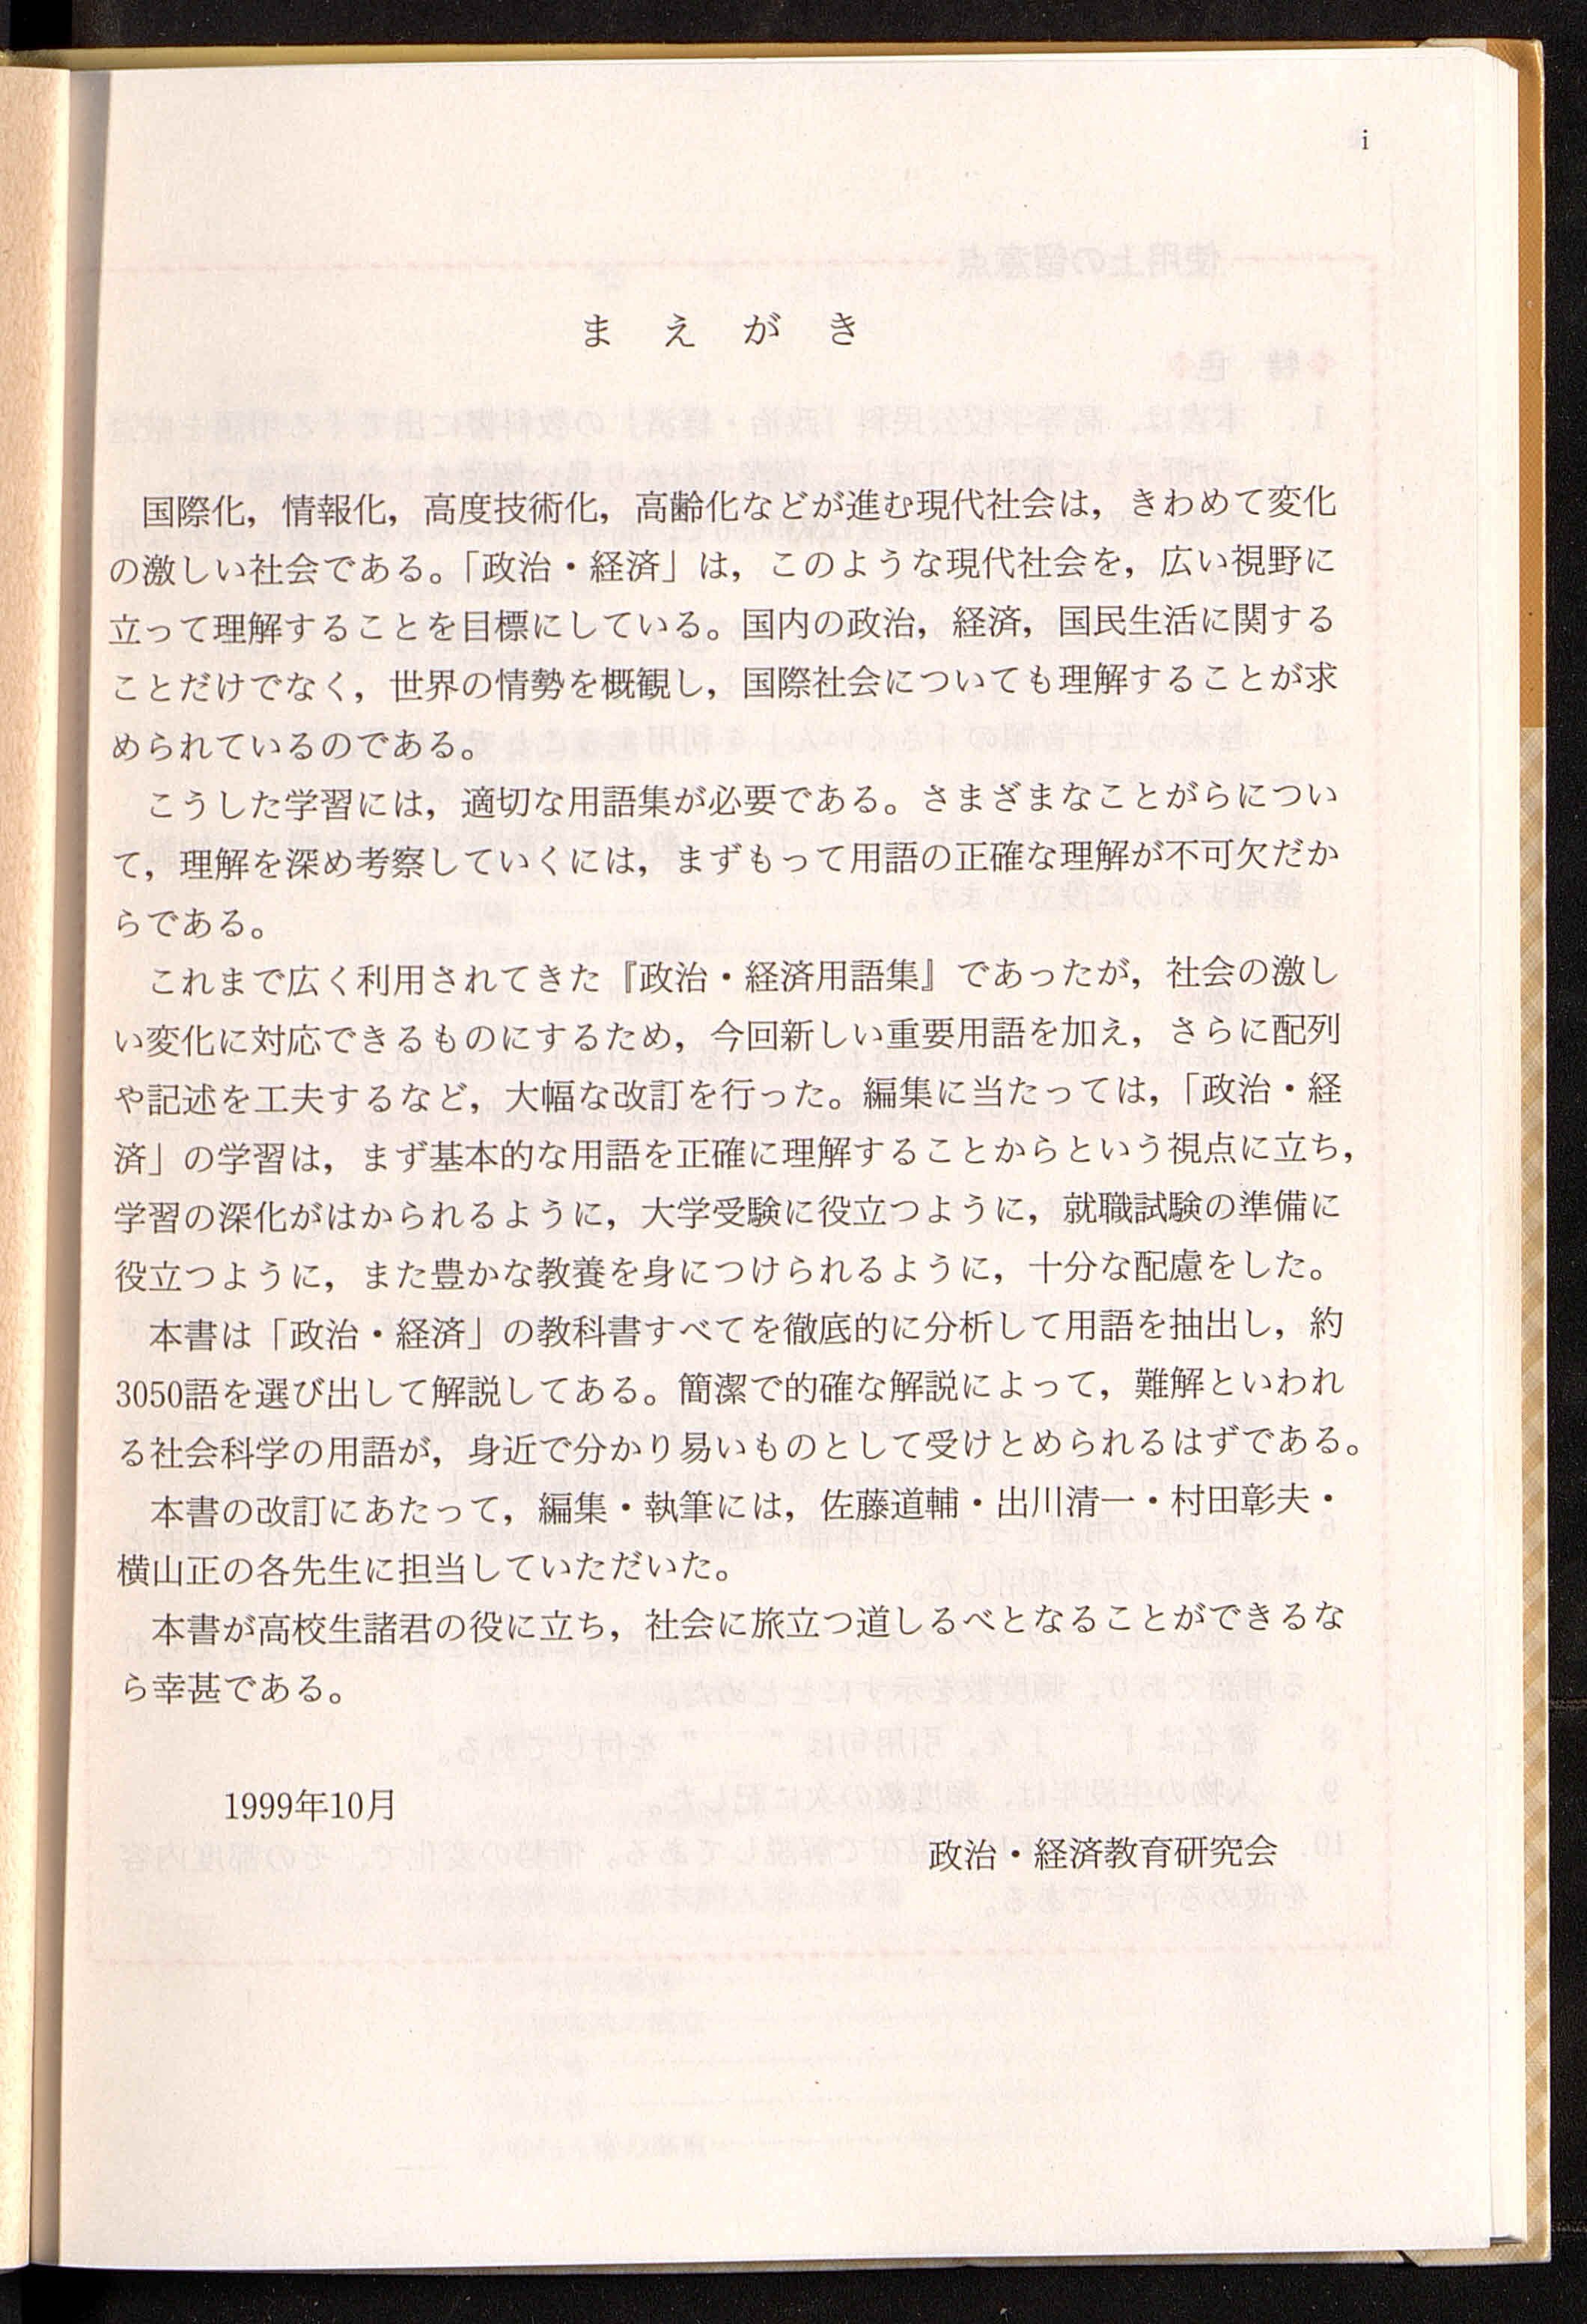 i
まえがき
国際化，情報化，高度技術化，高齢化などが進む現代社会は，きわめて変化
の激しい社会である。「政治・経済」は，このような現代社会を，広い視野に
立って理解することを目標にしている。国内の政治，経済，国民生活に関する
ことだけでなく，世界の情勢を概観し，国際社会についても理解することが求
められているのである。
こうした学習には，適切な用語集が必要である。さまざまなことがらについ
て，理解を深め考察していくには，まずもって用語の正確な理解が不可欠だか
らである。
これまで広く利用されてきた『政治・経済用語集』であったが，社会の激し
い変化に対応できるものにするため，今回新しい重要用語を加え，さらに配列
や記述を工夫するなど，大幅な改訂を行った。編集に当たっては，「政治・経
済」の学習は，まず基本的な用語を正確に理解することからという視点に立ち，
学習の深化がはかられるように，大学受験に役立つように，就職試験の準備に
役立つように，また豊かな教養を身につけられるように，十分な配慮をした。
本書は「政治・経済」の教科書すべてを徹底的に分析して用語を抽出し，約
3050語を選び出して解説してある。簡潔で的確な解説によって，難解といわれ
る社会科学の用語が，身近で分かり易いものとして受けとめられるはずである。
本書の改訂にあたって，編集・執筆には，佐藤道輔・出川清一・村田彰夫・
横山正の各先生に担当していただいた。
本書が高校生諸君の役に立ち，社会に旅立つ道しるべとなることができるな
ら幸甚である。
1999年10月
政治・経済教育研究会